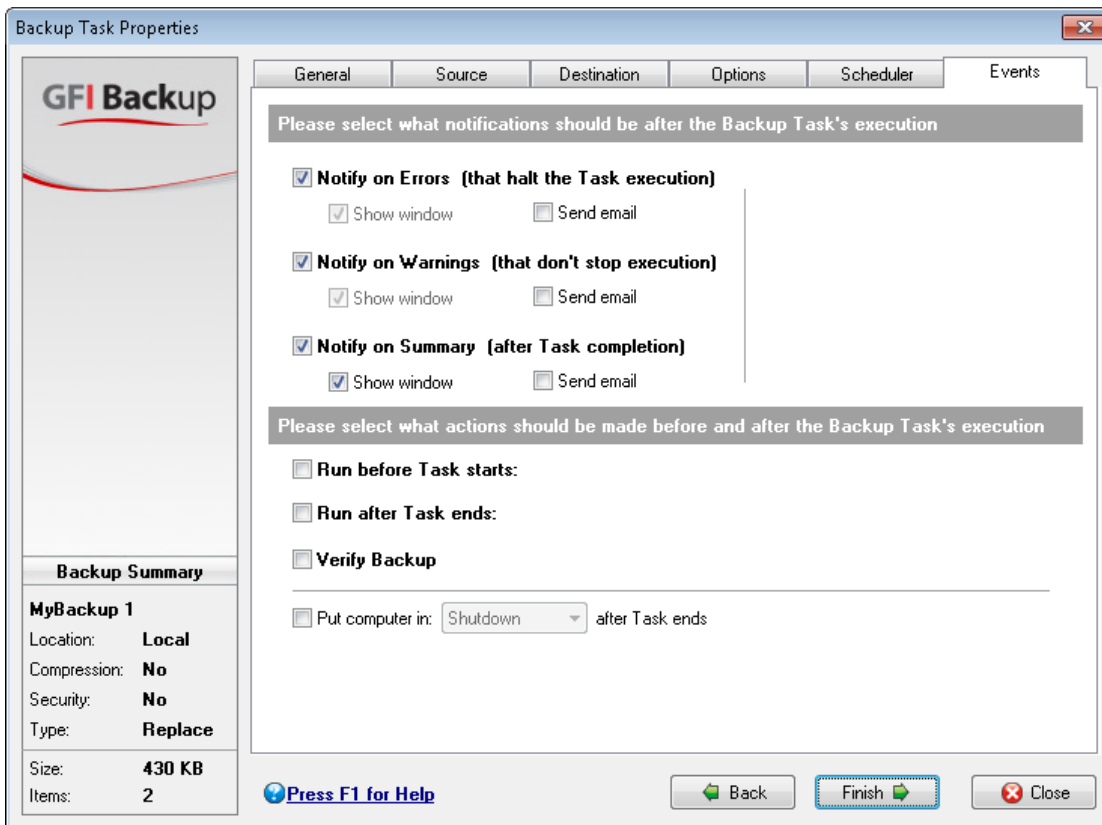 Backup Task Properties
GFI Backup
General Source Destination Options Scheduler Events
Please select what notifications should be after the Backup Task's execution
Notify on Errors (that halt the Task execution)
Show window Send email
Notify on Warnings (that don't stop execution)
Show window Send email
Notify on Summary (after Task completion)
Show window Send email
Please select what actions should be made before and after the Backup Task's execution
Run before Task starts:
Run after Task ends:
Verify Backup
Put computer in: Shutdown after Task ends
Backup Summary
MyBackup 1
Location: Local
Compression: No
Security: No
Type: Replace
Size: 430 KB
Items: 2
Press F1 for Help
Back Finish Close